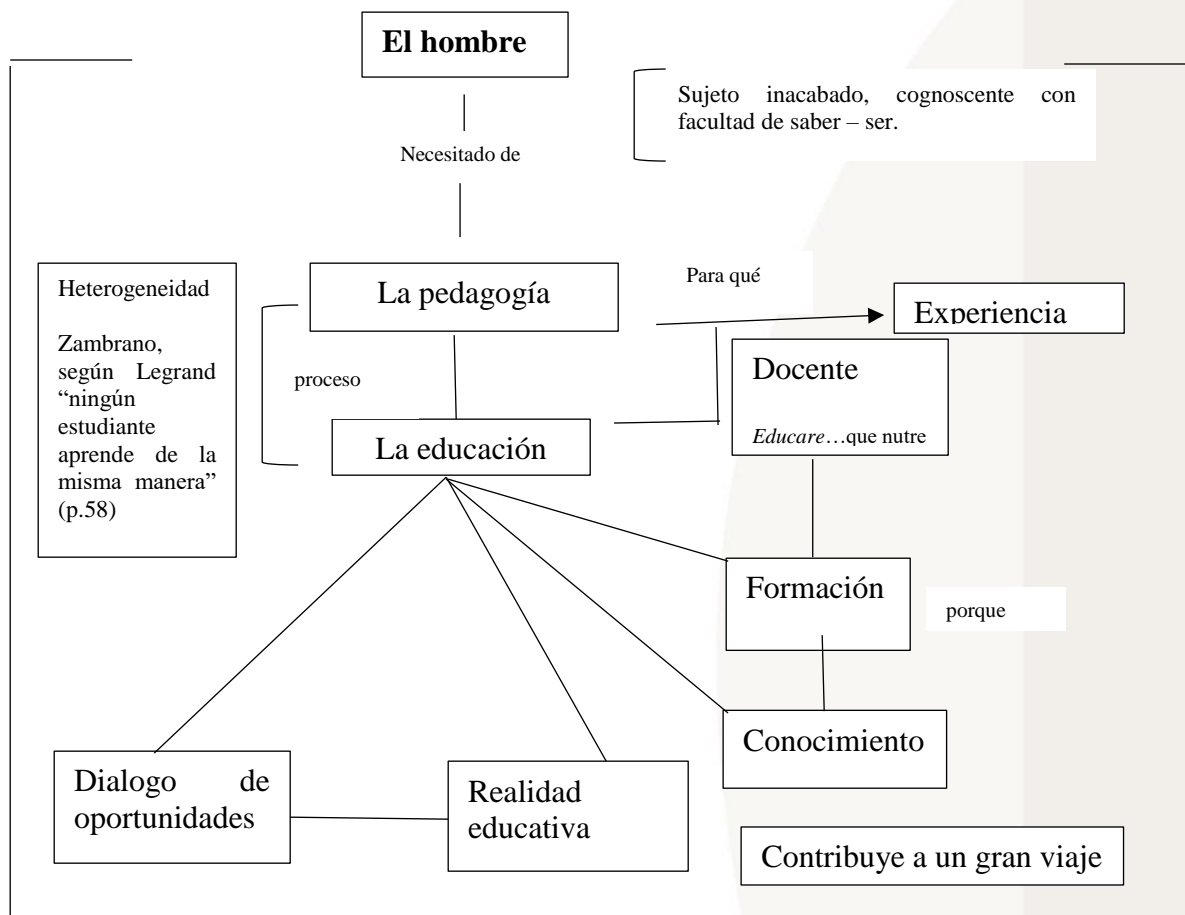 El hombre
Sujeto inacabado, cognoscente con
facultad de saber – ser.
Necesitado de
Heterogeneidad
Zambrano,
según Legrand
“ningún
estudiante
aprende de la
misma manera”
(p.58)
La pedagogía
Para qué
Experiencia
proceso
Docente
Educare…que nutre
La educación
Formación
porque
Conocimiento
Dialogo de
oportunidades
Realidad
educativa
Contribuye a un gran viaje